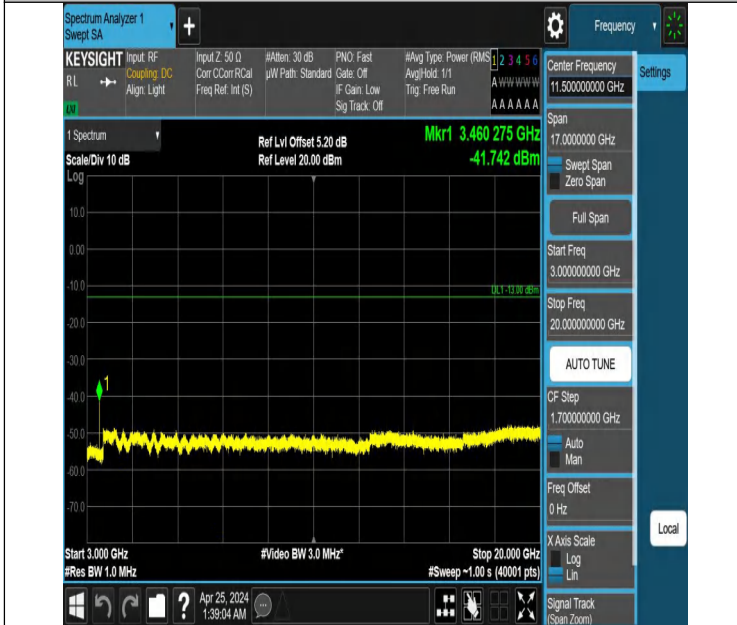 Spectrum Analyzer 1
Swept SA
+
Frequency
KEYSIGHT
RL
Input: RF
Coupling: DC
Align: Light
Input Z: 50 Ω
Corr CCorr RCal
Freq Ref: Int (S)
#Atten: 30 dB
µW Path: Standard
PNO: Fast
Gate: Off
IF Gain: Low
Sig Track: Off
#Avg Type: Power (RMS
Avg|Hold: 1/1
Trig: Free Run
1 2 3 4 5 6
A W W W W W
A A A A A A
1 Spectrum
Scale/Div 10 dB
Log
Ref Lvl Offset 5.20 dB
Ref Level 20.00 dBm
Mkr1 3.460 275 GHz
-41.742 dBm
10.0
0.00
-10.0
DL1 -13.00 dBm
-20.0
-30.0
1
-40.0
-50.0
-60.0
-70.0
Start 3.000 GHz
#Video BW 3.0 MHz*
Stop 20.000 GHz
#Res BW 1.0 MHz
#Sweep ~1.00 s (40001 pts)
?
Apr 25, 2024
1:39:04 AM
Center Frequency
11.500000000 GHz
Settings
Span
17.0000000 GHz
Swept Span
Zero Span
Full Span
Start Freq
3.000000000 GHz
Stop Freq
20.000000000 GHz
AUTO TUNE
CF Step
1.700000000 GHz
Auto
Man
Freq Offset
0 Hz
X Axis Scale
Log
Lin
Local
Signal Track
(Span Zoom)